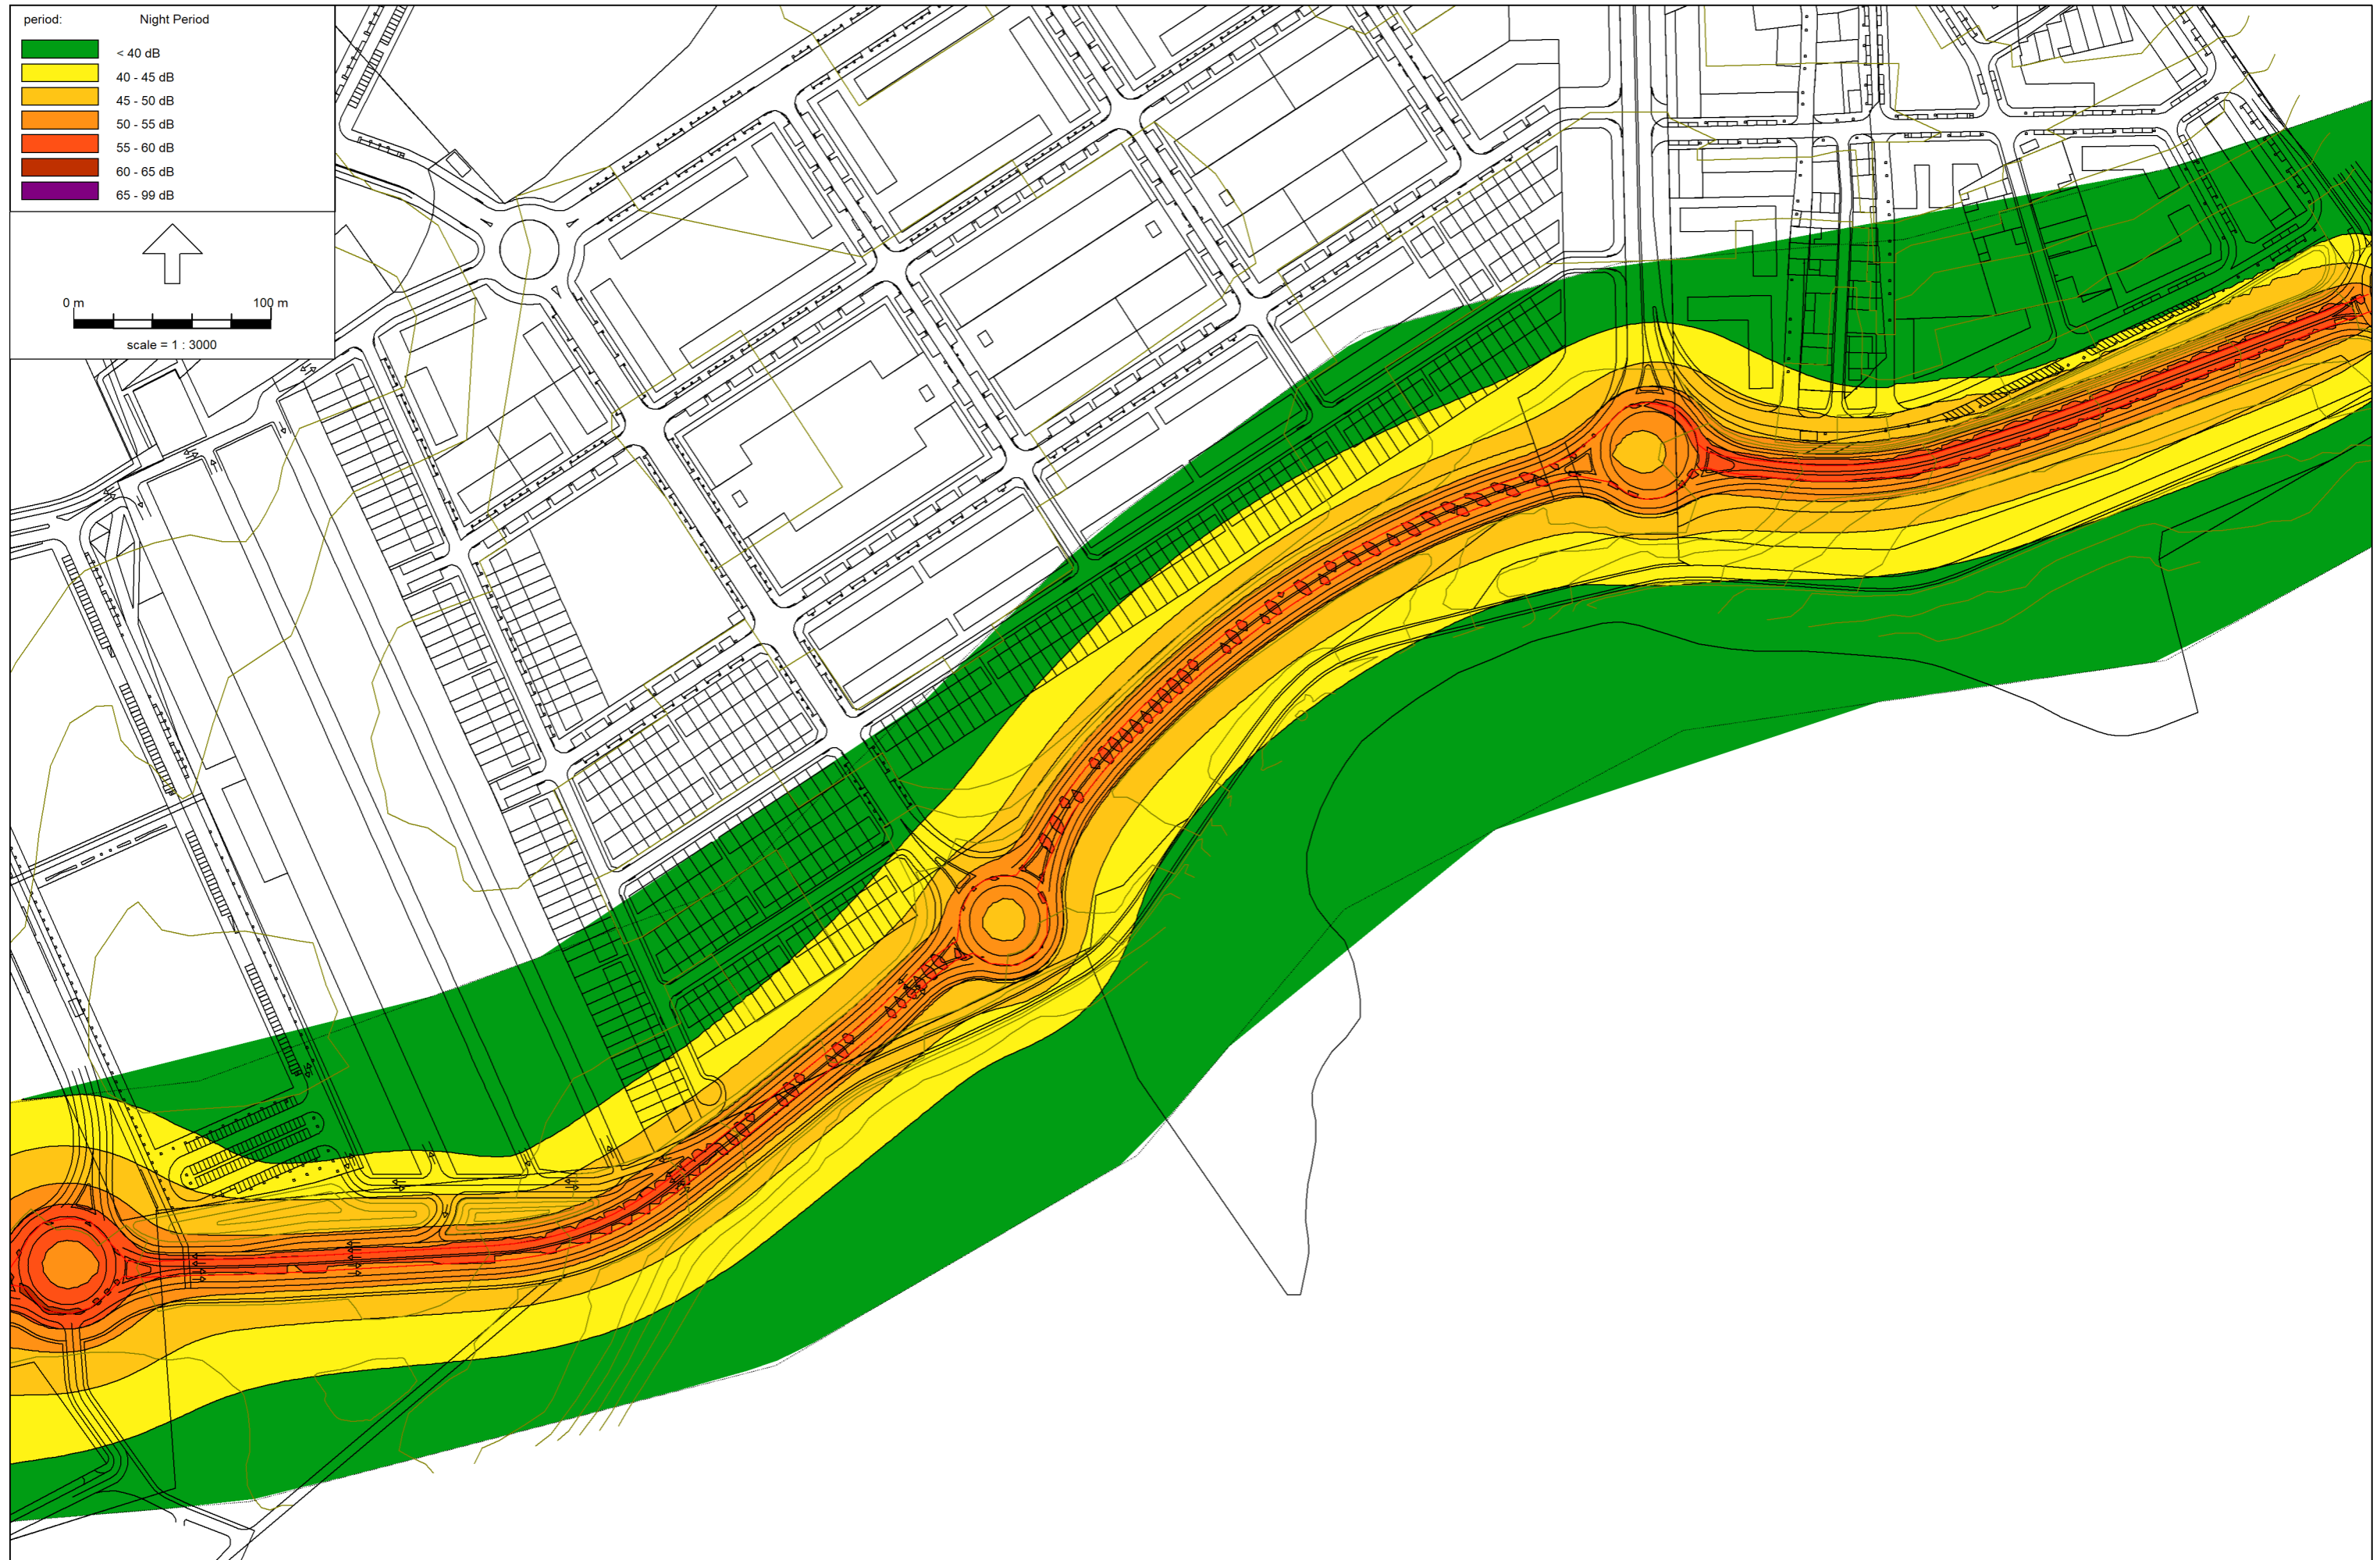 period: Night Period
< 40 dB
40 - 45 dB
45 - 50 dB
50 - 55 dB
55 - 60 dB
60 - 65 dB
65 - 99 dB
0 m 100 m
scale = 1 : 3000